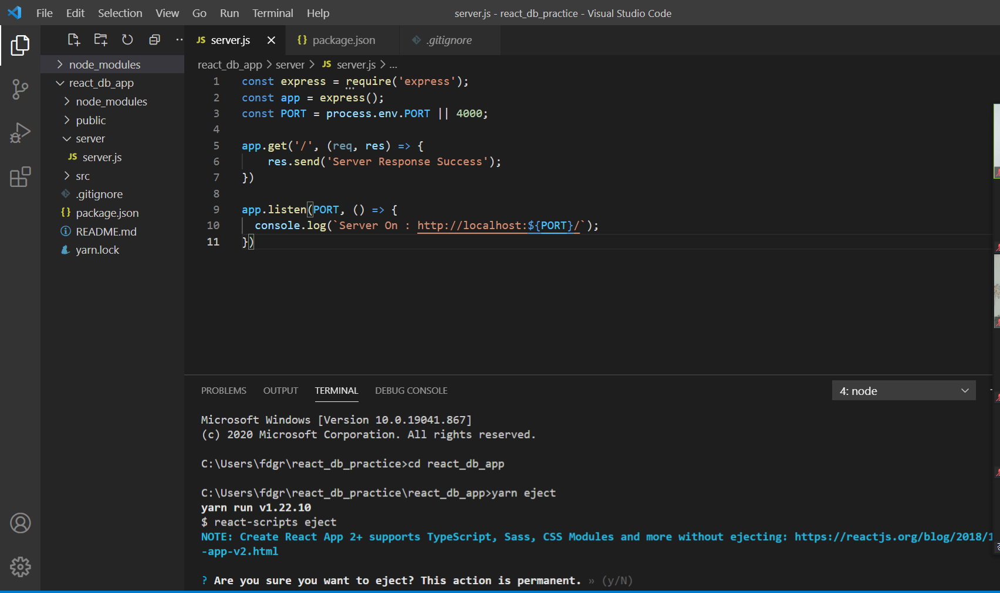 File Edit Selection View Go Run Terminal Help
server.js - react_db_practice - Visual Studio Code
node_modules
react_db_app
node_modules
public
server
JS server.js
src
.gitignore
{} package.json
README.md
yarn.lock
JS server.js
{} package.json
.gitignore
react_db_app > server > JS server.js > ...
1 const express = require('express');
2 const app = express();
3 const PORT = process.env.PORT || 4000;
4
5 app.get('/', (req, res) => {
6 res.send('Server Response Success');
7 })
8
9 app.listen(PORT, () => {
10 console.log(`Server On : http://localhost:${PORT}/`);
11 })
PROBLEMS OUTPUT TERMINAL DEBUG CONSOLE
4: node
Microsoft Windows [Version 10.0.19041.867]
(c) 2020 Microsoft Corporation. All rights reserved.
C:\Users\fdgr\react_db_practice>cd react_db_app
C:\Users\fdgr\react_db_practice\react_db_app>yarn eject
yarn run v1.22.10
$ react-scripts eject
NOTE: Create React App 2+ supports TypeScript, Sass, CSS Modules and more without ejecting: https://reactjs.org/blog/2018/1
-app-v2.html
? Are you sure you want to eject? This action is permanent. » (y/N)